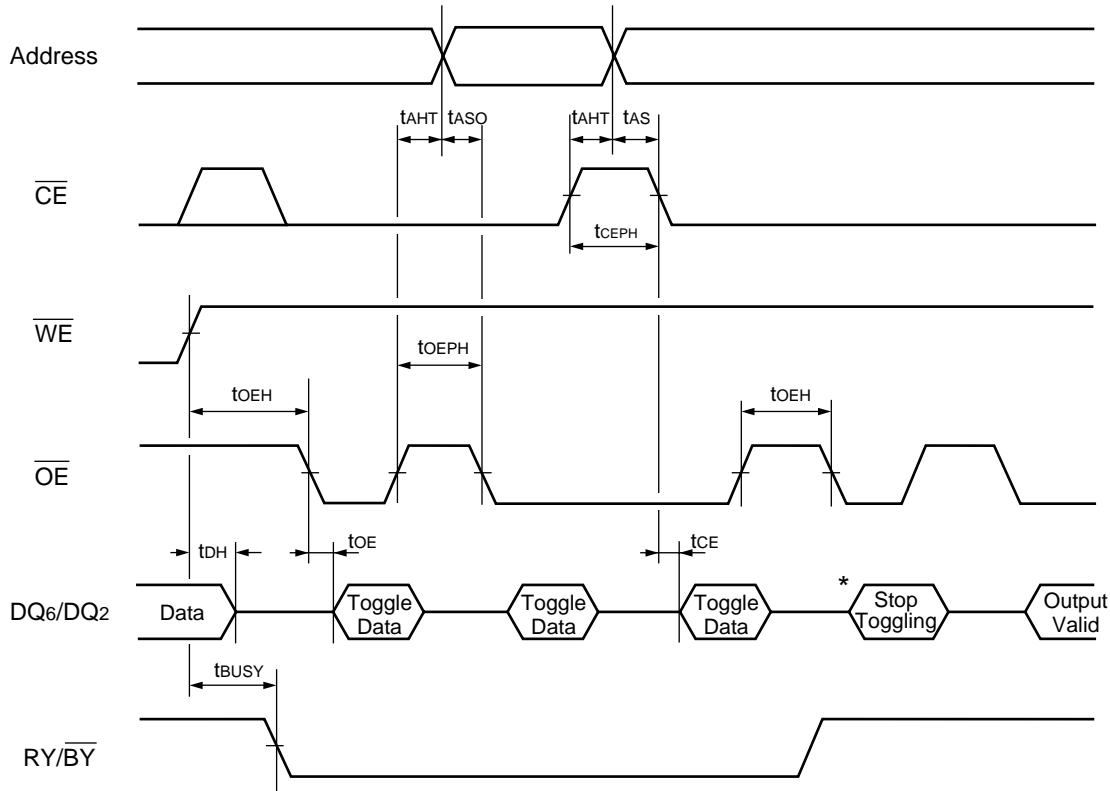 Address
tAHT tASO tAHT tAS
CE
tCEPH
WE
tOEPH
tOEH tOEH
OE
tDH tOE tCE
DQ6/DQ2 Data Toggle Data Toggle Data Toggle Data * Stop Toggling Output Valid
tBUSY
RY/BY